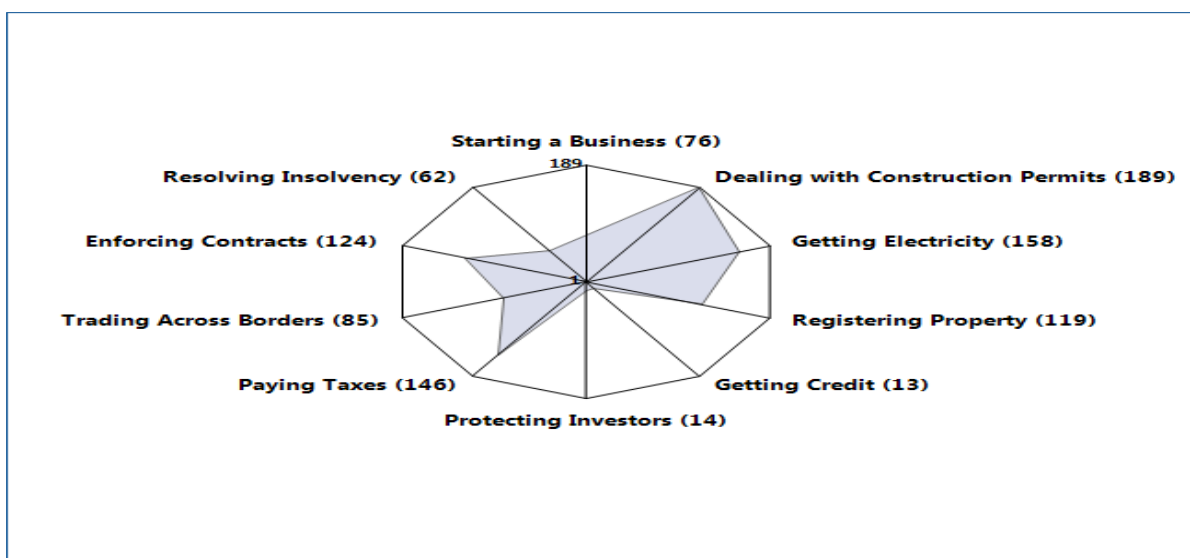 Starting a Business (76)
189
Resolving Insolvency (62)
Dealing with Construction Permits (189)
Enforcing Contracts (124)
Getting Electricity (158)
1
Trading Across Borders (85)
Registering Property (119)
Paying Taxes (146)
Getting Credit (13)
Protecting Investors (14)